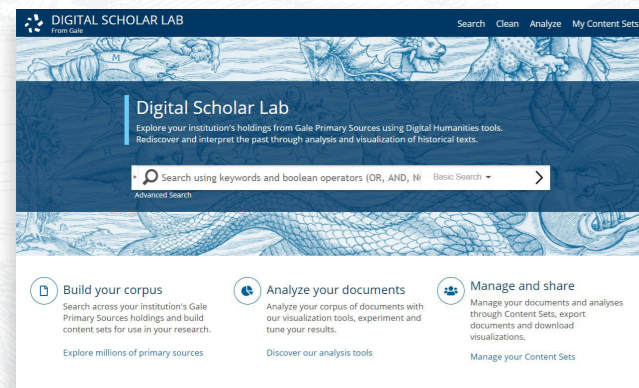 DIGITAL SCHOLAR LAB
From Gale
Search Clean Analyze My Content Sets
M
Digital Scholar Lab
Explore your institution's holdings from Gale Primary Sources using Digital Humanities tools.
Rediscover and interpret the past through analysis and visualization of historical texts.
Search using keywords and boolean operators (OR, AND, N
Basic Search
Advanced Search
Build your corpus
Search across your institution's Gale
Primary Sources holdings and build
content sets for use in your research.
Explore millions of primary sources
Analyze your documents
Analyze your corpus of documents with
our visualization tools, experiment and
tune your results.
Discover our analysis tools
Manage and share
Manage your documents and analyses
through Content Sets, export
documents and download
visualizations.
Manage your Content Sets